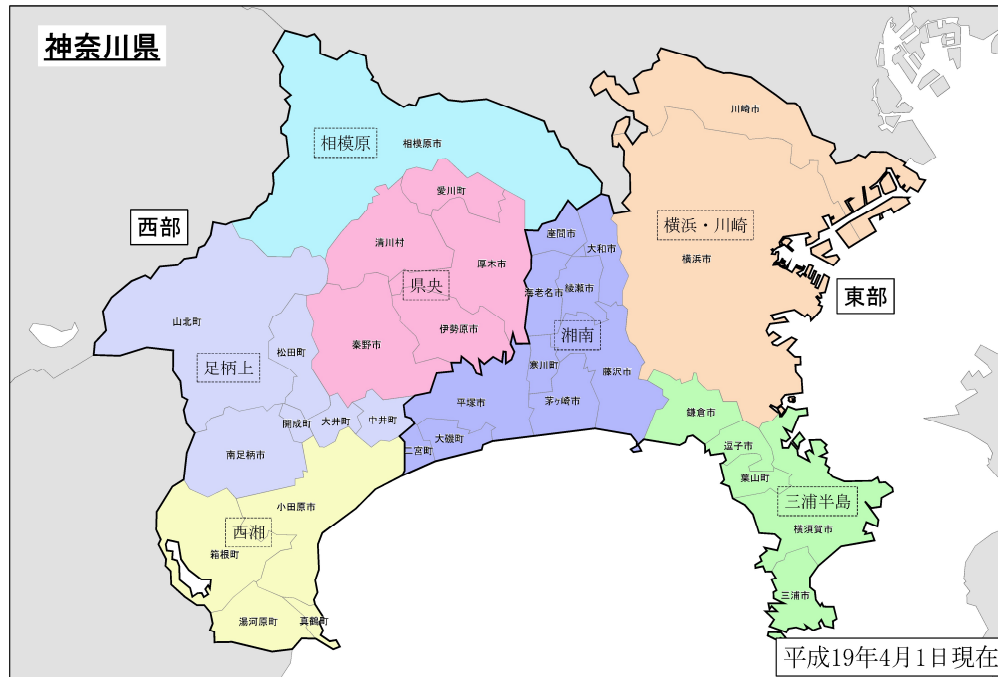 神奈川県
川崎市
相模原
相模原市
愛川町
西部
横浜・川崎
座間市
大和市
清川村
厚木市
横浜市
県央
海老名市
綾瀬市
東部
山北町
伊勢原市
湘南
秦野市
松田町
足柄上
寒川町
藤沢市
平塚市
茅ヶ崎市
鎌倉市
開成町
大井町
中井町
大磯町
逗子市
二宮町
南足柄市
葉山町
三浦半島
小田原市
横須賀市
西湘
箱根町
三浦市
湯河原町
真鶴町
平成19年4月1日現在